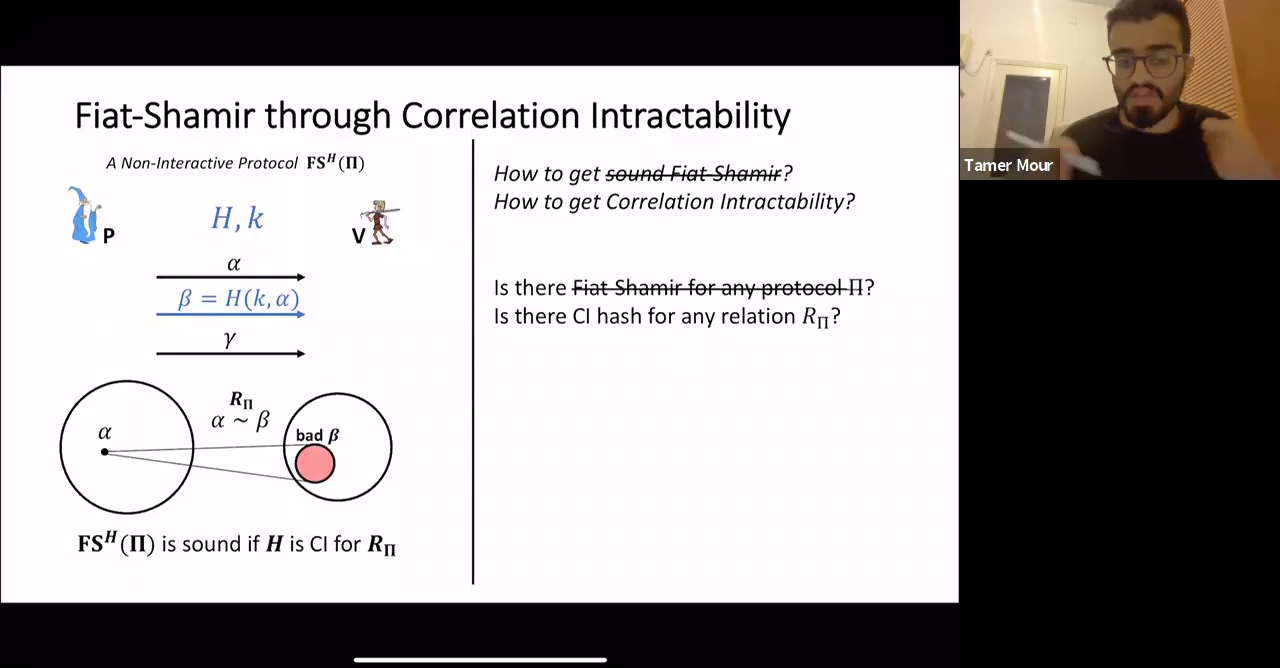 Fiat-Shamir through Correlation Intractability
A Non-Interactive Protocol FS^H(Π)
P
H, k
V
α
β = H(k, α)
γ
R_Π
α ~ β
α
bad β
FS^H(Π) is sound if H is CI for R_Π
How to get sound Fiat-Shamir?
How to get Correlation Intractability?
Is there Fiat Shamir for any protocol Π?
Is there CI hash for any relation R_Π?
Tamer Mour